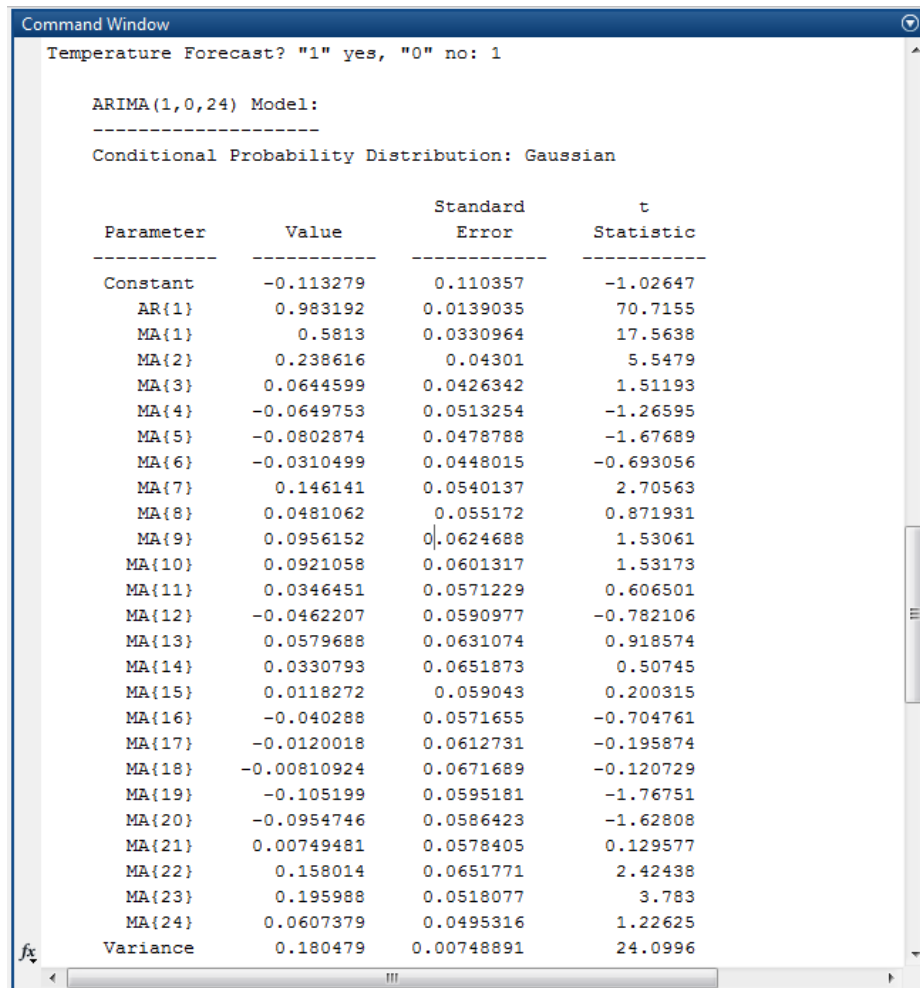 Command Window
Temperature Forecast? "1" yes, "0" no: 1
ARIMA(1,0,24) Model:
--------------------
Conditional Probability Distribution: Gaussian
Standard t
Parameter Value Error Statistic
----------- ----------- ------------ -----------
Constant -0.113279 0.110357 -1.02647
AR{1} 0.983192 0.0139035 70.7155
MA{1} 0.5813 0.0330964 17.5638
MA{2} 0.238616 0.04301 5.5479
MA{3} 0.0644599 0.0426342 1.51193
MA{4} -0.0649753 0.0513254 -1.26595
MA{5} -0.0802874 0.0478788 -1.67689
MA{6} -0.0310499 0.0448015 -0.693056
MA{7} 0.146141 0.0540137 2.70563
MA{8} 0.0481062 0.055172 0.871931
MA{9} 0.0956152 0.0624688 1.53061
MA{10} 0.0921058 0.0601317 1.53173
MA{11} 0.0346451 0.0571229 0.606501
MA{12} -0.0462207 0.0590977 -0.782106
MA{13} 0.0579688 0.0631074 0.918574
MA{14} 0.0330793 0.0651873 0.50745
MA{15} 0.0118272 0.059043 0.200315
MA{16} -0.040288 0.0571655 -0.704761
MA{17} -0.0120018 0.0612731 -0.195874
MA{18} -0.00810924 0.0671689 -0.120729
MA{19} -0.105199 0.0595181 -1.76751
MA{20} -0.0954746 0.0586423 -1.62808
MA{21} 0.00749481 0.0578405 0.129577
MA{22} 0.158014 0.0651771 2.42438
MA{23} 0.195988 0.0518077 3.783
MA{24} 0.0607379 0.0495316 1.22625
fx Variance 0.180479 0.00748891 24.0996